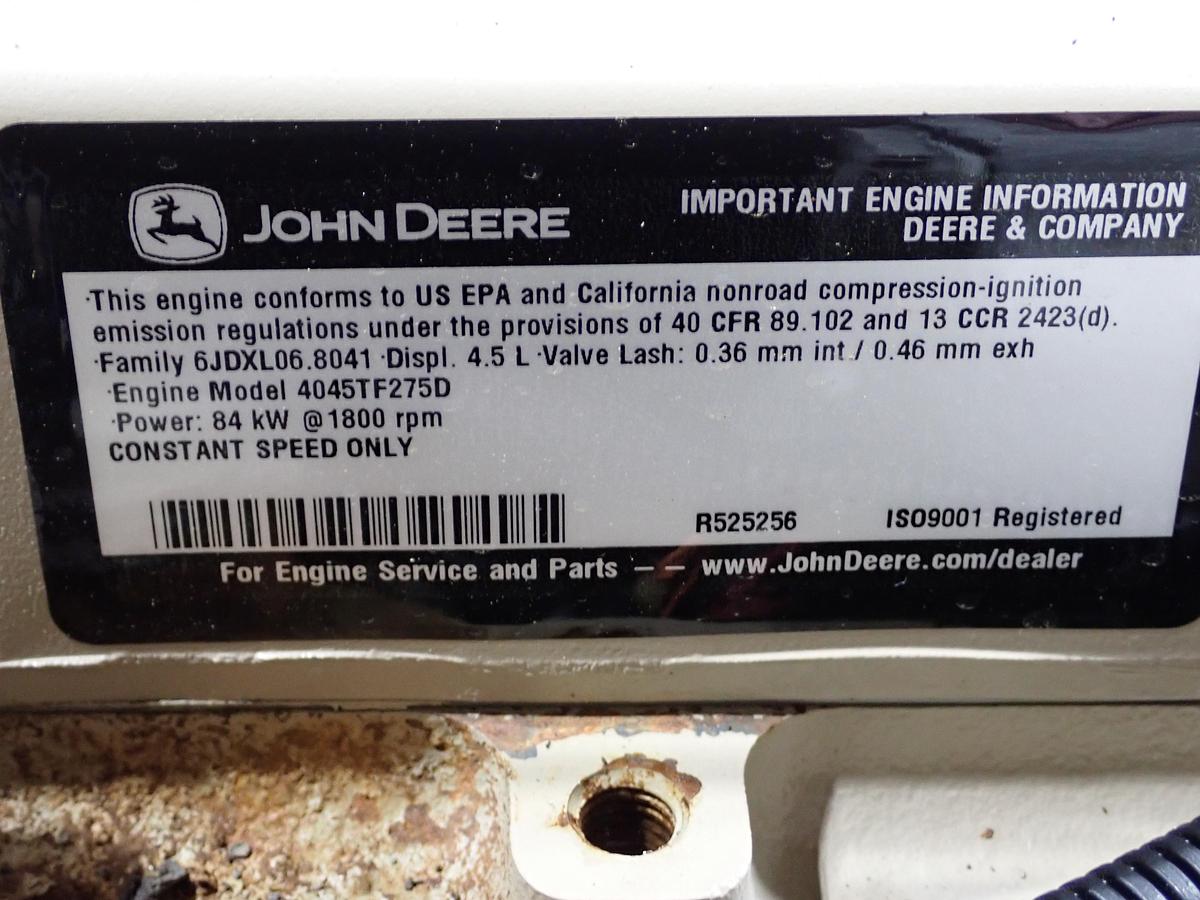 JOHN DEERE
IMPORTANT ENGINE INFORMATION
DEERE & COMPANY
·This engine conforms to US EPA and California nonroad compression-ignition
emission regulations under the provisions of 40 CFR 89.102 and 13 CCR 2423(d).
·Family 6JDXL06.8041 ·Displ. 4.5 L ·Valve Lash: 0.36 mm int / 0.46 mm exh
·Engine Model 4045TF275D
·Power: 84 kW @1800 rpm
CONSTANT SPEED ONLY
R525256 ISO9001 Registered
For Engine Service and Parts – – www.JohnDeere.com/dealer